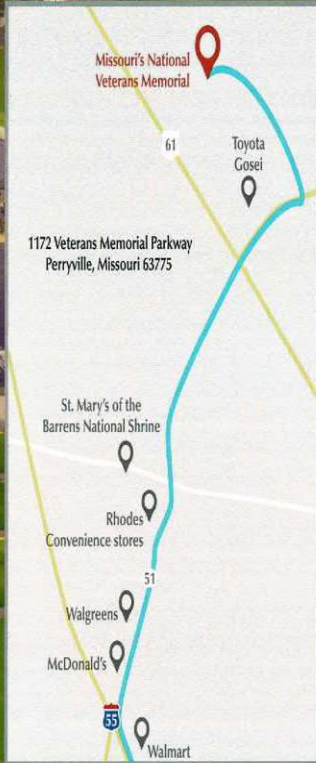 Missouri's National
Veterans Memorial
61
Toyota
Gosei
1172 Veterans Memorial Parkway
Perryville, Missouri 63775
St. Mary's of the
Barrens National Shrine
Rhodes
Convenience stores
51
Walgreens
McDonald's
55
Walmart